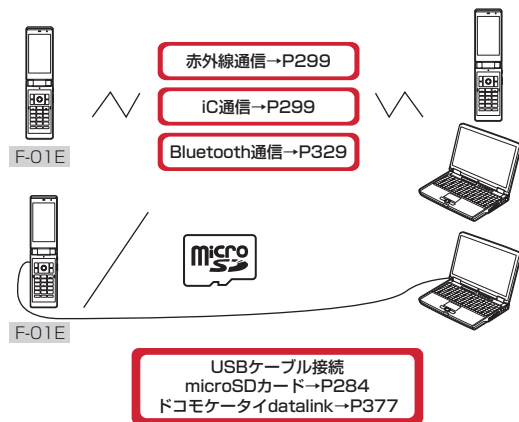 赤外線通信→P299
iC通信→P299
Bluetooth通信→P329
F-01E
micro
SD
F-01E
USBケーブル接続
microSDカード→P284
ドコモケータイdatalink→P377